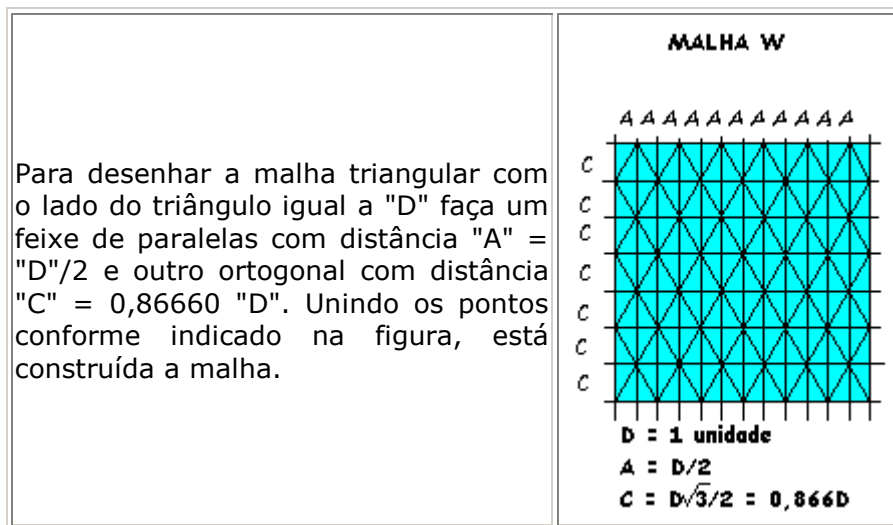 Para desenhar a malha triangular com
o lado do triângulo igual a "D" faça um
feixe de paralelas com distância "A" =
"D"/2 e outro ortogonal com distância
"C" = 0,86660 "D". Unindo os pontos
conforme indicado na figura, está
construída a malha.
MALHA W
A A A A A A A A A A A
C
C
C
C
C
C
C
D = 1 unidade
A = D/2
C = D√3/2 = 0,866D